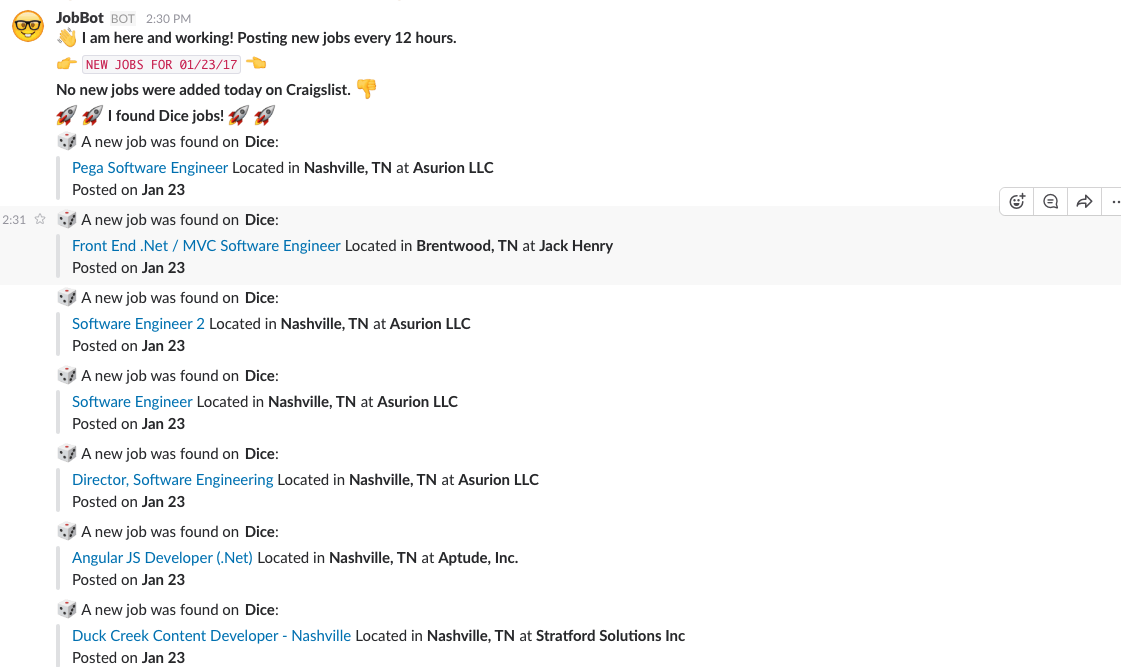 JobBot BOT 2:30 PM
I am here and working! Posting new jobs every 12 hours.
NEW JOBS FOR 01/23/17
No new jobs were added today on Craigslist.
I found Dice jobs!
A new job was found on Dice:
Pega Software Engineer Located in Nashville, TN at Asurion LLC
Posted on Jan 23
2:31 A new job was found on Dice:
Front End .Net / MVC Software Engineer Located in Brentwood, TN at Jack Henry
Posted on Jan 23
A new job was found on Dice:
Software Engineer 2 Located in Nashville, TN at Asurion LLC
Posted on Jan 23
A new job was found on Dice:
Software Engineer Located in Nashville, TN at Asurion LLC
Posted on Jan 23
A new job was found on Dice:
Director, Software Engineering Located in Nashville, TN at Asurion LLC
Posted on Jan 23
A new job was found on Dice:
Angular JS Developer (.Net) Located in Nashville, TN at Aptude, Inc.
Posted on Jan 23
A new job was found on Dice:
Duck Creek Content Developer - Nashville Located in Nashville, TN at Stratford Solutions Inc
Posted on Jan 23